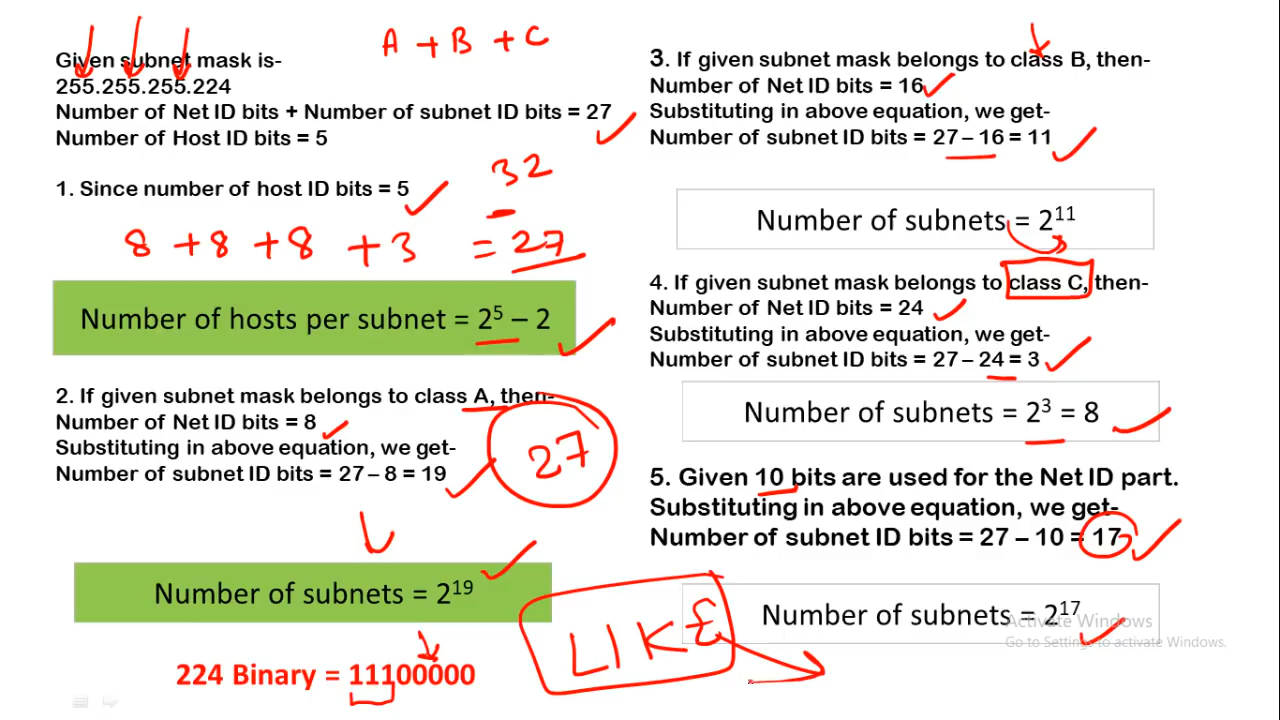 A + B + C
Given subnet mask is-
255.255.255.224
Number of Net ID bits + Number of subnet ID bits = 27
Number of Host ID bits = 5
1. Since number of host ID bits = 5
32
8 + 8 + 8 + 3 = 27
Number of hosts per subnet = 2⁵ – 2
2. If given subnet mask belongs to class A, then-
Number of Net ID bits = 8
Substituting in above equation, we get-
Number of subnet ID bits = 27 – 8 = 19
27
Number of subnets = 2¹⁹
224 Binary = 11100000
LIKE
3. If given subnet mask belongs to class B, then-
Number of Net ID bits = 16
Substituting in above equation, we get-
Number of subnet ID bits = 27 – 16 = 11
Number of subnets = 2¹¹
4. If given subnet mask belongs to class C, then-
Number of Net ID bits = 24
Substituting in above equation, we get-
Number of subnet ID bits = 27 – 24 = 3
Number of subnets = 2³ = 8
5. Given 10 bits are used for the Net ID part.
Substituting in above equation, we get-
Number of subnet ID bits = 27 – 10 = 17
Number of subnets = 2¹⁷
Activate Windows
Go to Settings to activate Windows.